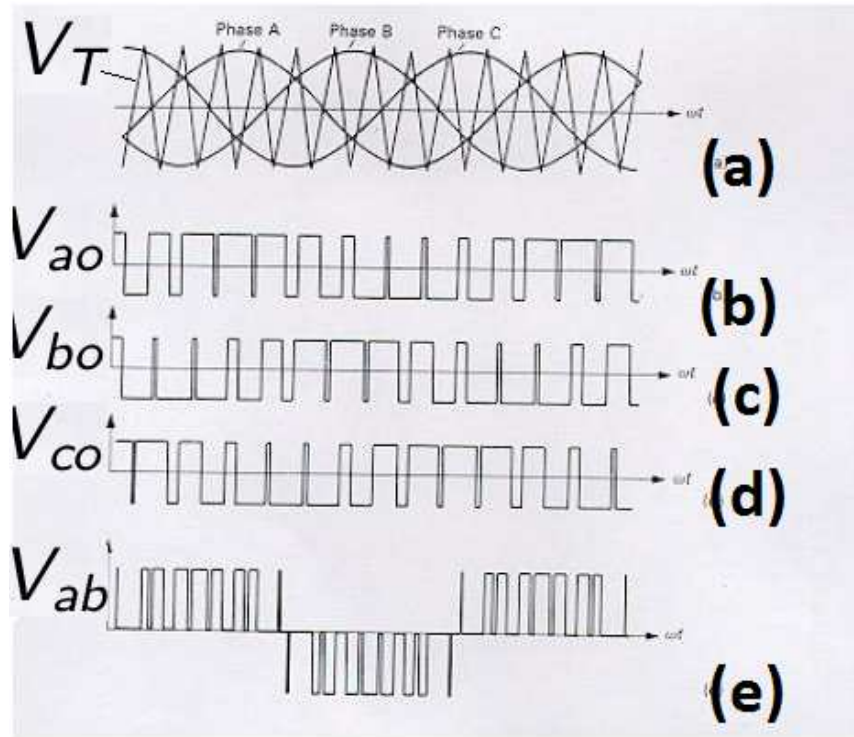 Phase A Phase B Phase C
V_T
ωt
(a)
V_ao
ωt
(b)
V_bo
ωt
(c)
V_co
ωt
(d)
V_ab
ωt
(e)